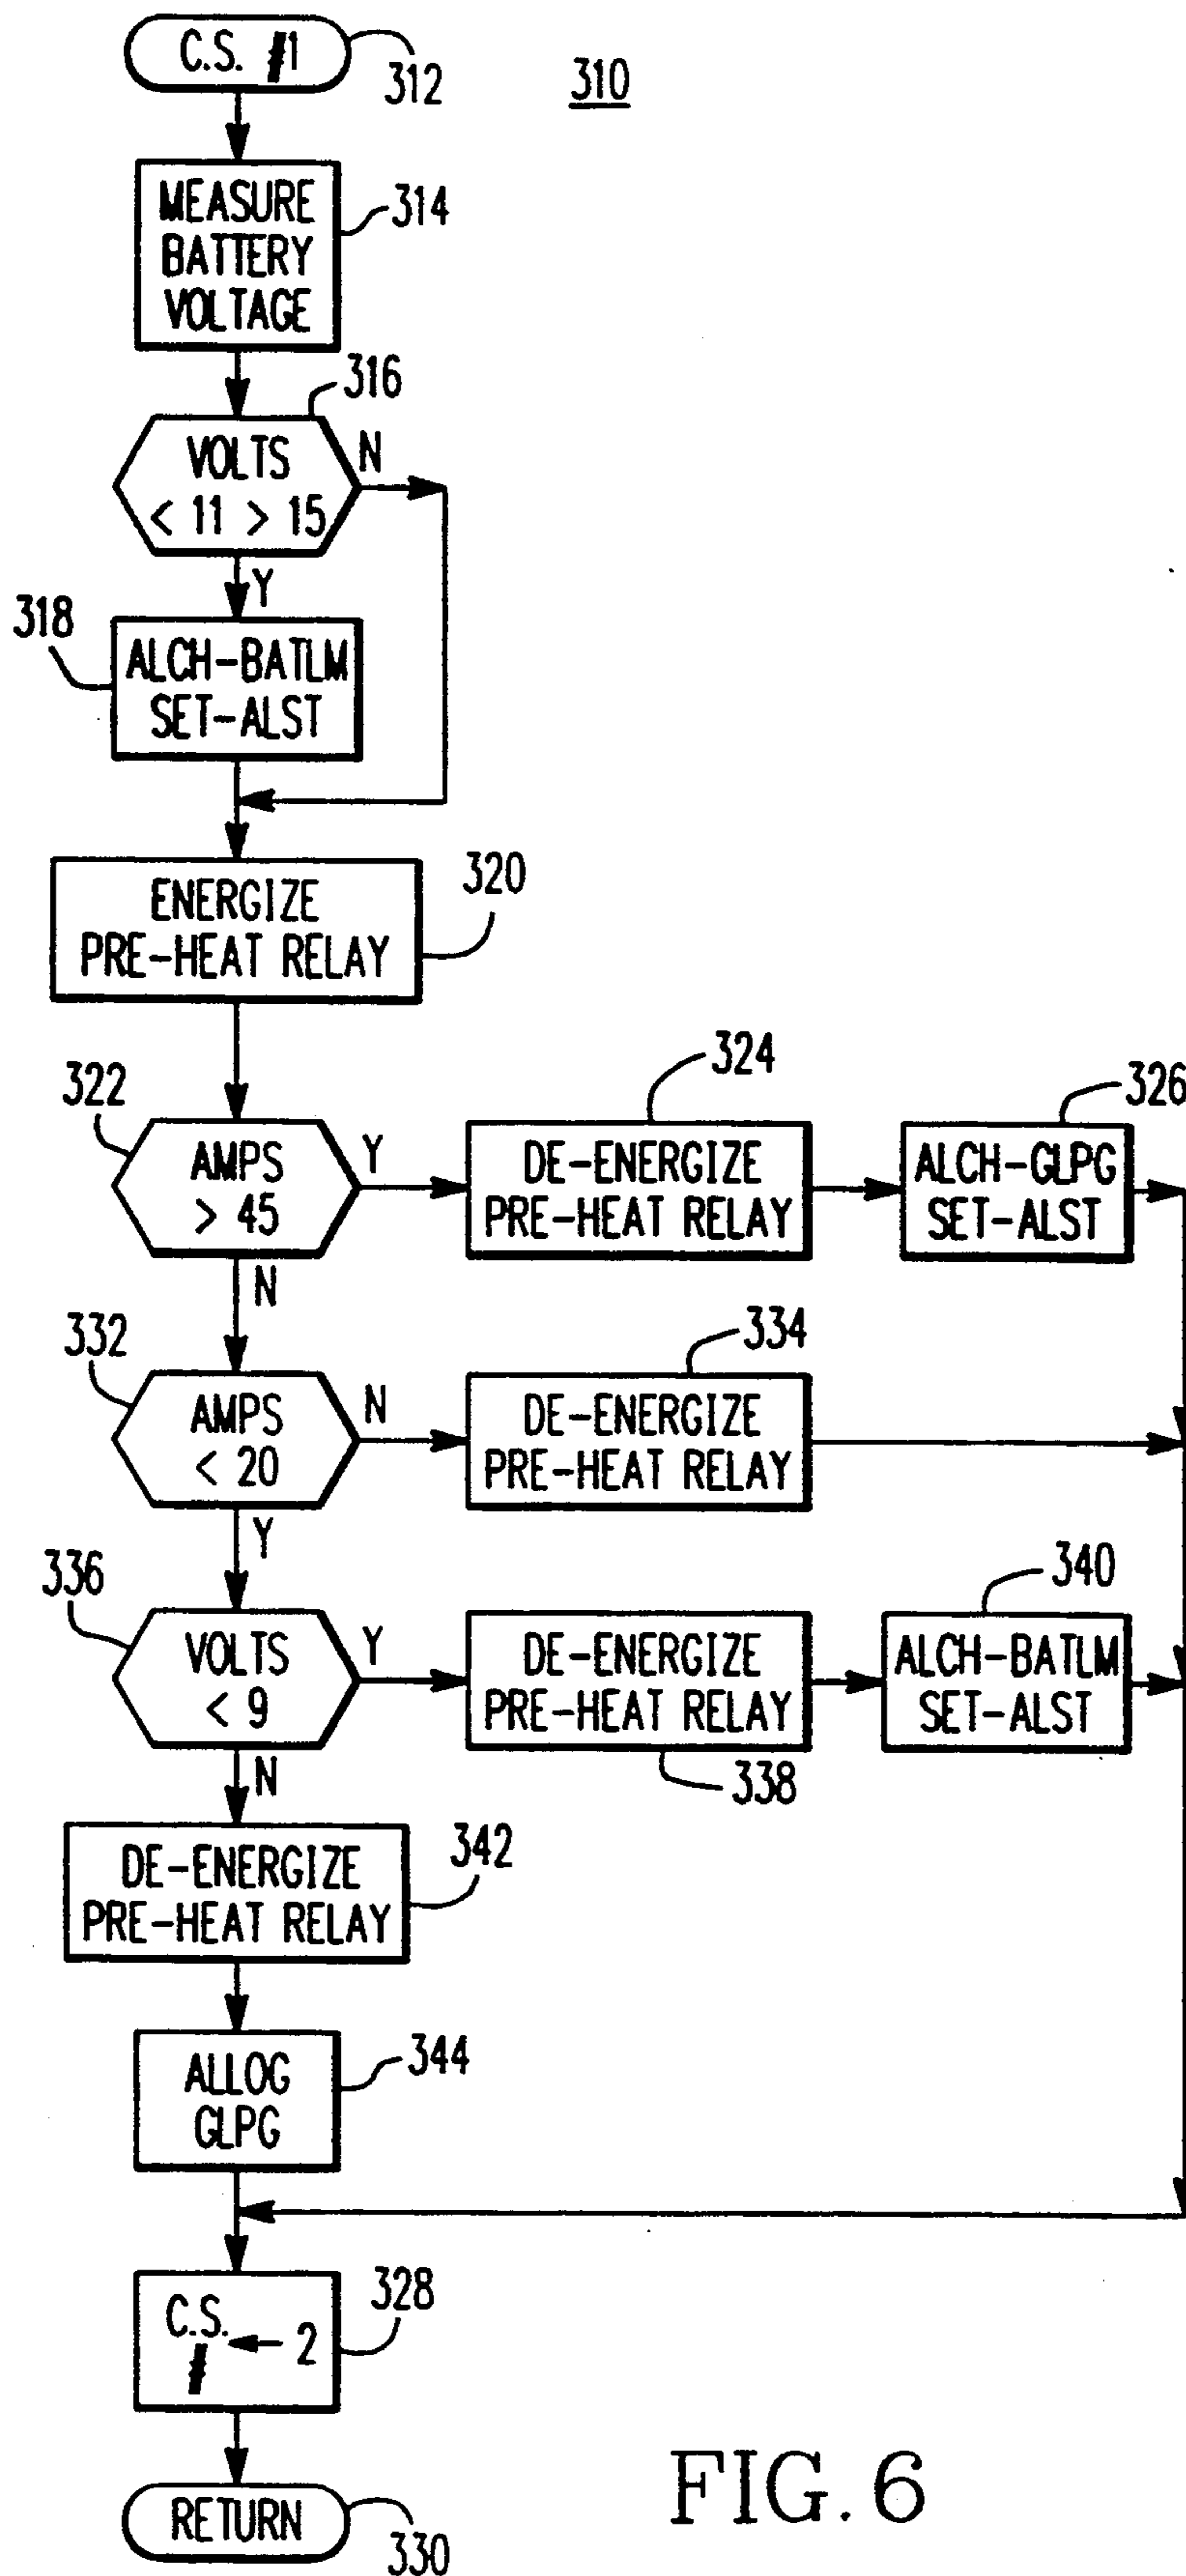 C.S. #1
312
310
MEASURE
BATTERY
VOLTAGE
314
316
VOLTS
< 11 > 15
N
Y
318
ALCH-BATLM
SET-ALST
ENERGIZE
PRE-HEAT RELAY
320
322
AMPS
> 45
Y
N
324
DE-ENERGIZE
PRE-HEAT RELAY
326
ALCH-GLPG
SET-ALST
332
AMPS
< 20
N
Y
334
DE-ENERGIZE
PRE-HEAT RELAY
336
VOLTS
< 9
Y
N
DE-ENERGIZE
PRE-HEAT RELAY
338
340
ALCH-BATLM
SET-ALST
DE-ENERGIZE
PRE-HEAT RELAY
342
ALLOG
GLPG
344
C.S.
# ← 2
328
RETURN
330
FIG. 6